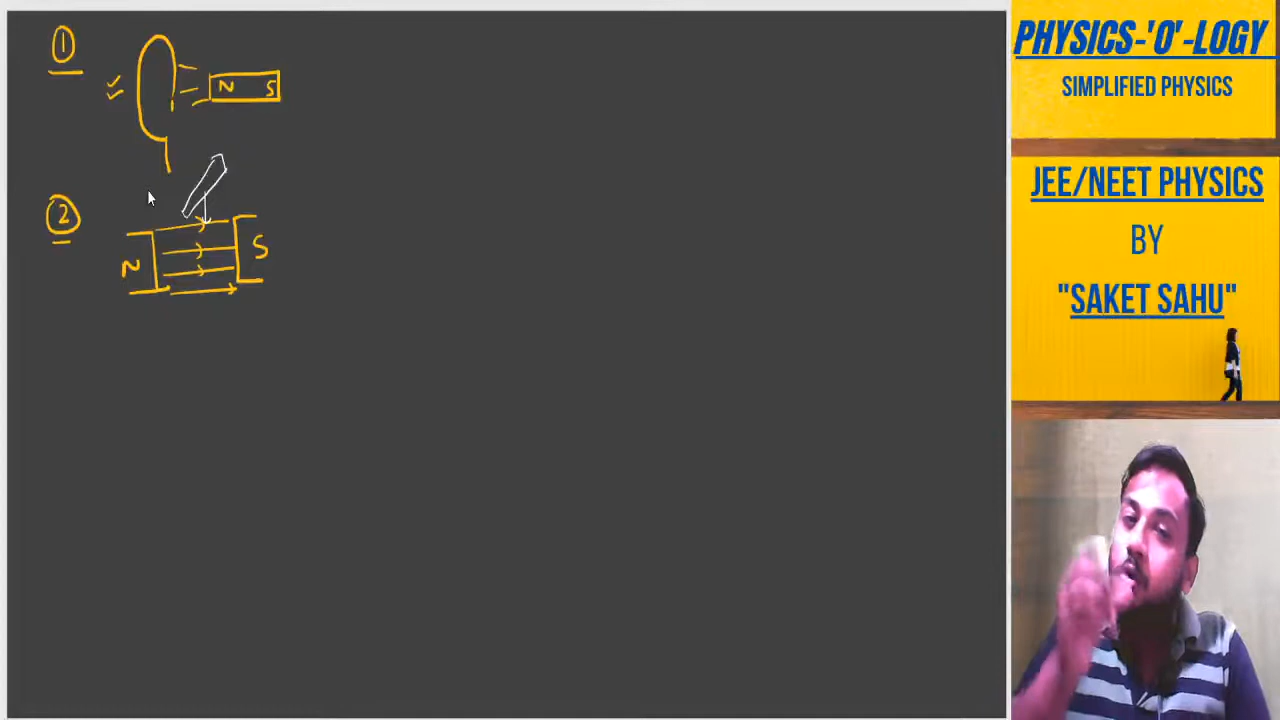 ①
N S
②
N
S
PHYSICS-'O'-LOGY
SIMPLIFIED PHYSICS
JEE/NEET PHYSICS
BY
"SAKET SAHU"